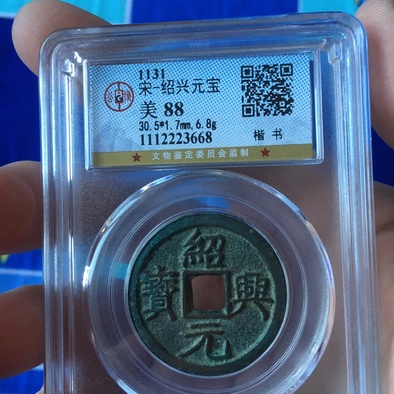 1131
宋-绍兴元宝
美 88
30.5*1.7mm,6.8g
1112223668
楷 书
★ 文物鉴定委员会监制 ★
紹
興
元
寶